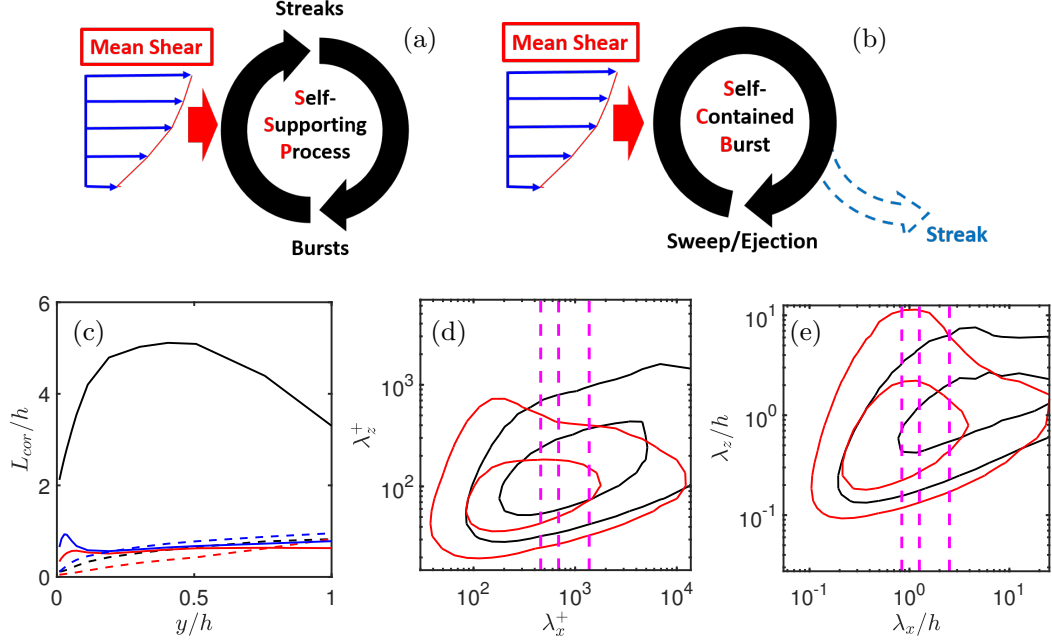 Streaks
Mean Shear
(a)
Self-
Supporting
Process
Bursts
Mean Shear
(b)
Self-
Contained
Burst
Sweep/Ejection
Streak
(c)
6
4
2
0
L_cor/h
0
0.5
1
y/h
(d)
10^3
10^2
λ_z^+
10^2
10^3
10^4
λ_x^+
(e)
10^1
10^0
10^-1
λ_z/h
10^-1
10^0
10^1
λ_x/h